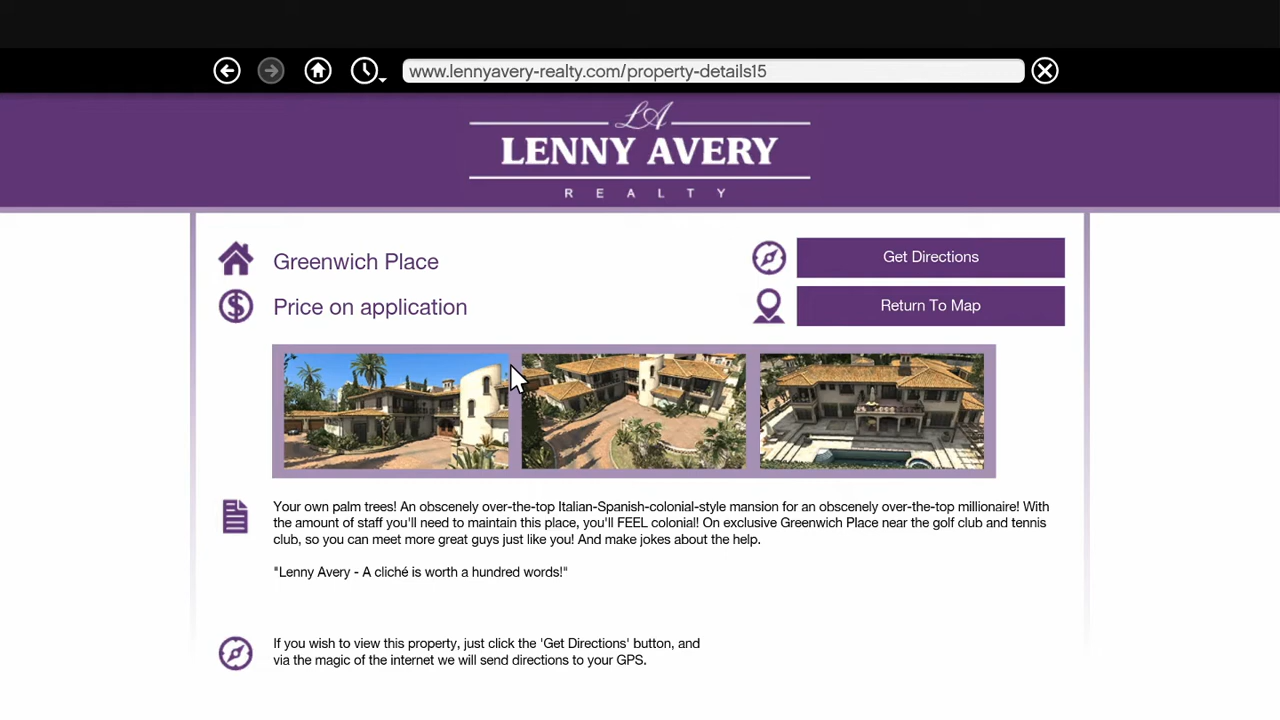 www.lennyavery-realty.com/property-details15
LA
LENNY AVERY
REALTY
Greenwich Place
Get Directions
Price on application
Return To Map
Your own palm trees! An obscenely over-the-top Italian-Spanish-colonial-style mansion for an obscenely over-the-top millionaire! With
the amount of staff you'll need to maintain this place, you'll FEEL colonial! On exclusive Greenwich Place near the golf club and tennis
club, so you can meet more great guys just like you! And make jokes about the help.
"Lenny Avery - A cliché is worth a hundred words!"
If you wish to view this property, just click the 'Get Directions' button, and
via the magic of the internet we will send directions to your GPS.